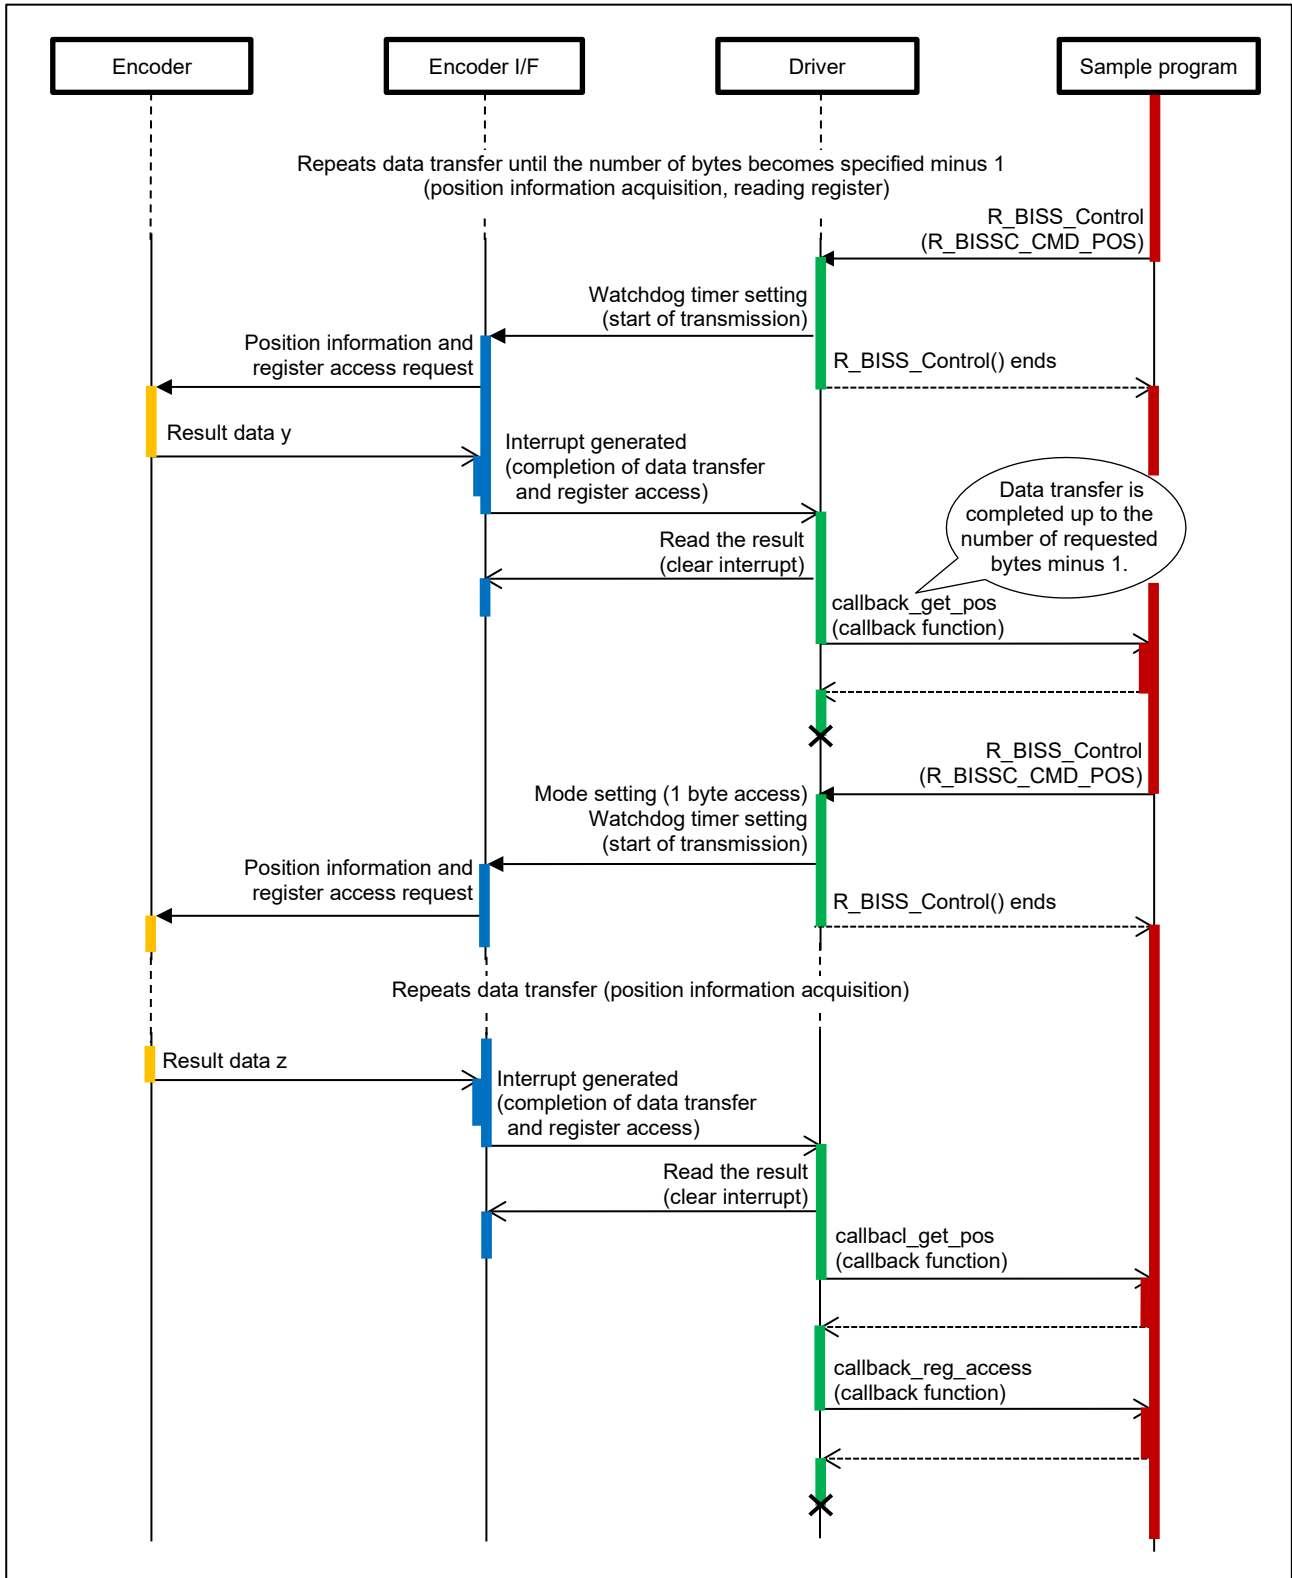 Encoder
Encoder I/F
Driver
Sample program
Repeats data transfer until the number of bytes becomes specified minus 1
(position information acquisition, reading register)
R_BISS_Control
(R_BISSC_CMD_POS)
Watchdog timer setting
(start of transmission)
Position information and
register access request
R_BISS_Control() ends
Result data y
Interrupt generated
(completion of data transfer
and register access)
Data transfer is
completed up to the
number of requested
bytes minus 1.
Read the result
(clear interrupt)
callback_get_pos
(callback function)
R_BISS_Control
(R_BISSC_CMD_POS)
Mode setting (1 byte access)
Watchdog timer setting
(start of transmission)
Position information and
register access request
R_BISS_Control() ends
Repeats data transfer (position information acquisition)
Result data z
Interrupt generated
(completion of data transfer
and register access)
Read the result
(clear interrupt)
callbacl_get_pos
(callback function)
callback_reg_access
(callback function)